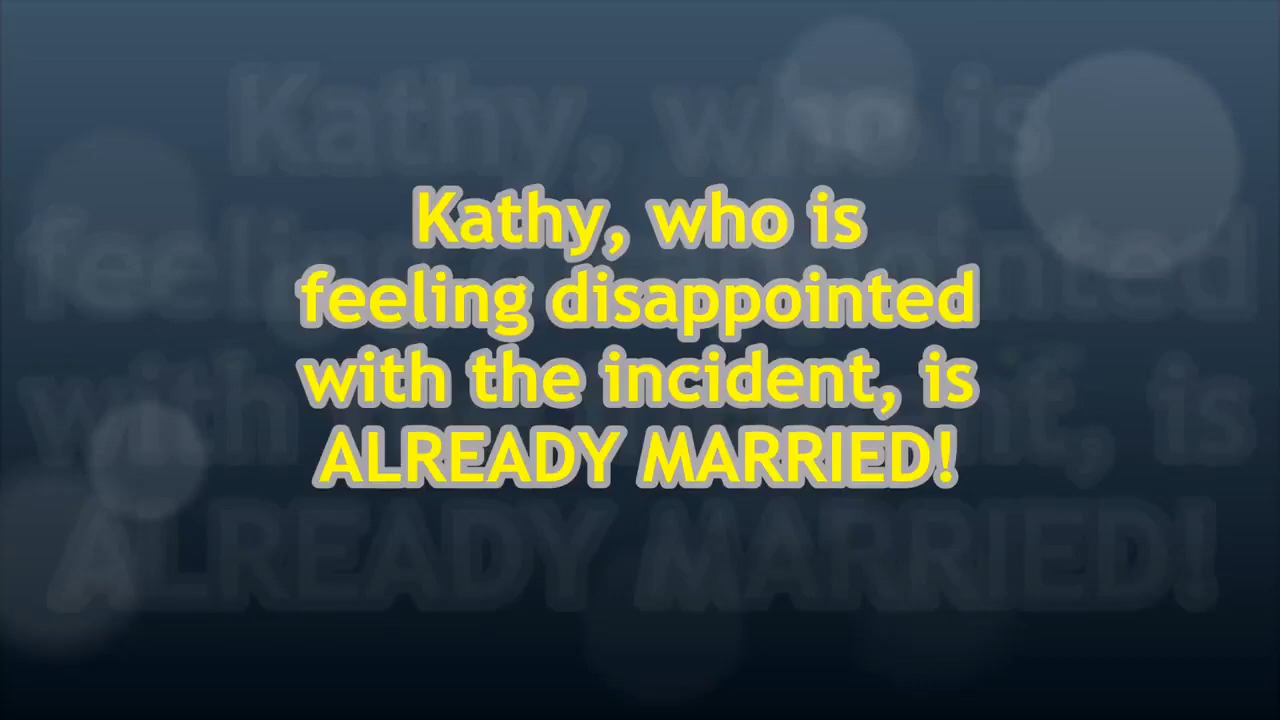 Kathy, who is
feeling disappointed
with the incident, is
ALREADY MARRIED!